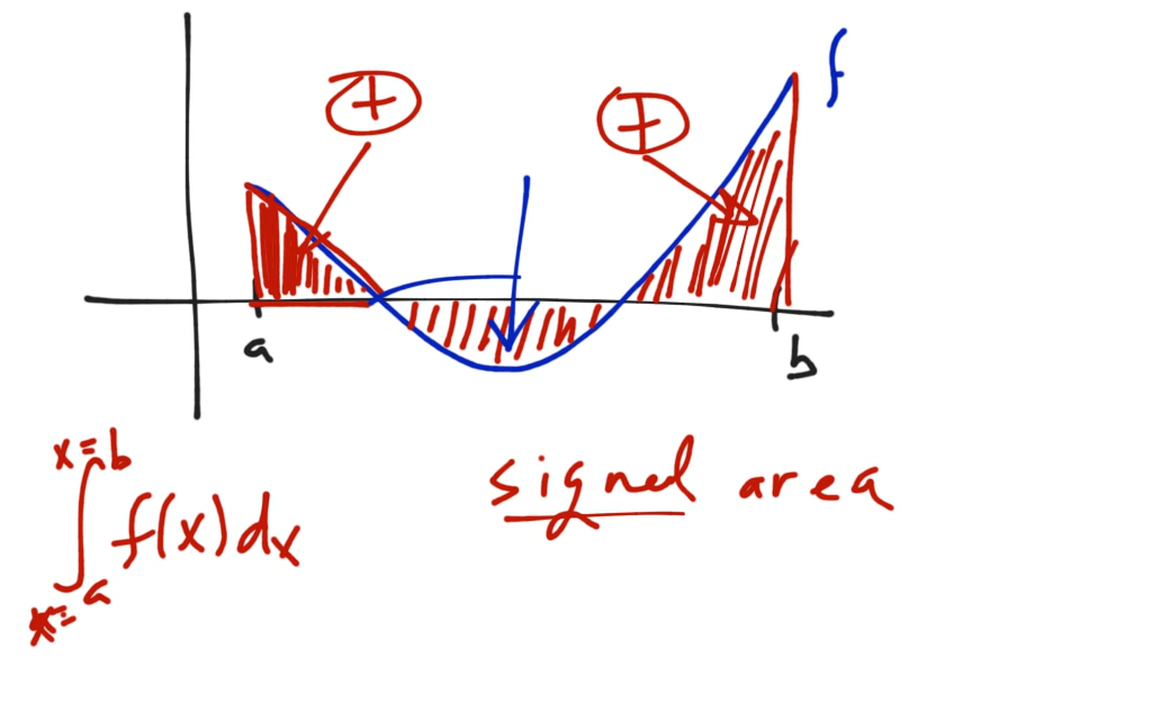 + + f
a b
∫_{x=a}^{x=b} f(x)dx
signed area